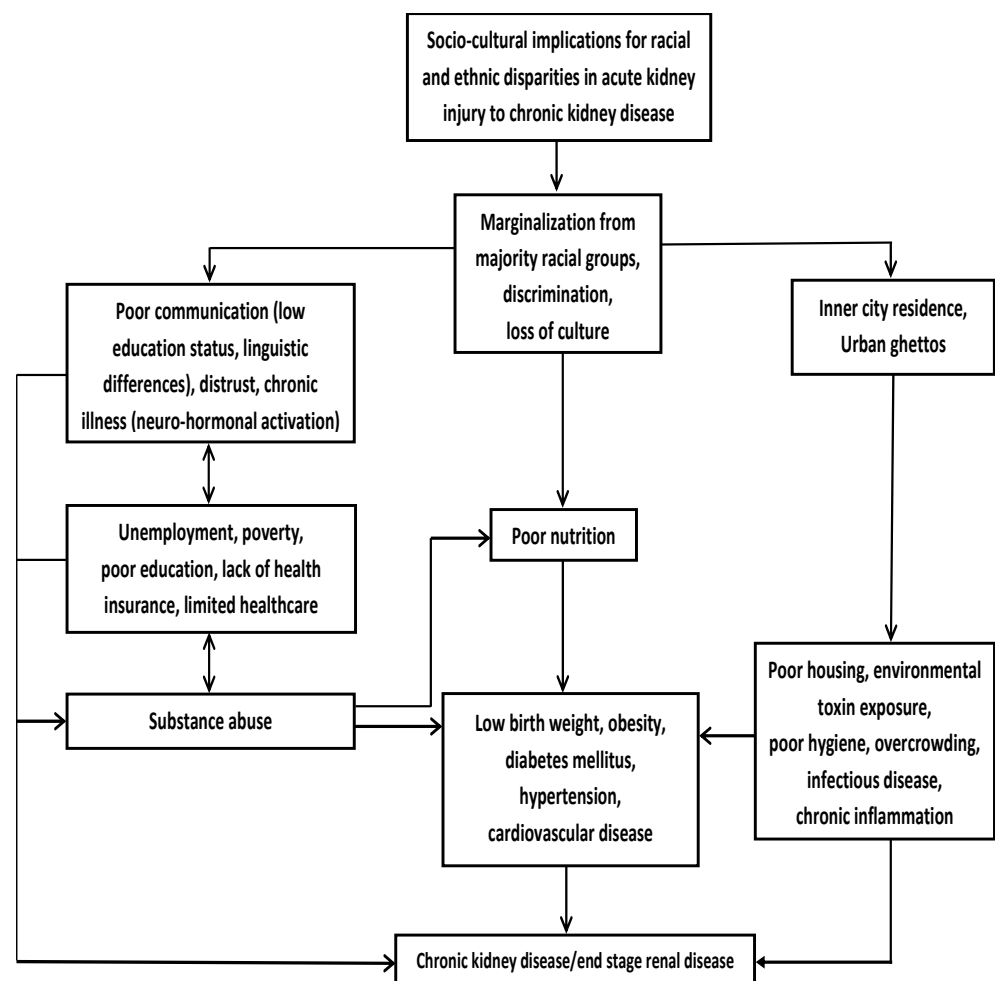 Socio-cultural implications for racial
and ethnic disparities in acute kidney
injury to chronic kidney disease
Marginalization from
majority racial groups,
discrimination,
loss of culture
Poor communication (low
education status, linguistic
differences), distrust, chronic
illness (neuro-hormonal activation)
Inner city residence,
Urban ghettos
Unemployment, poverty,
poor education, lack of health
insurance, limited healthcare
Poor nutrition
Substance abuse
Low birth weight, obesity,
diabetes mellitus,
hypertension,
cardiovascular disease
Poor housing, environmental
toxin exposure,
poor hygiene, overcrowding,
infectious disease,
chronic inflammation
Chronic kidney disease/end stage renal disease